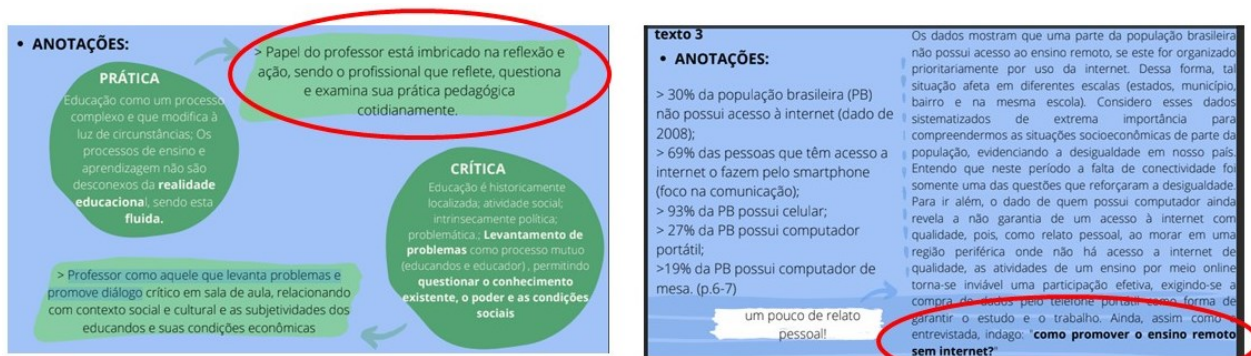 • ANOTAÇÕES:
> Papel do professor está imbricado na reflexão e
ação, sendo o profissional que reflete, questiona
e examina sua prática pedagógica
cotidianamente.
PRÁTICA
Educação como um processo
complexo e que modifica à
luz de circunstâncias; Os
processos de ensino e
aprendizagem não são
desconexos da realidade
educacional, sendo esta
fluida.
CRÍTICA
Educação é historicamente
localizada; atividade social;
intrinsecamente política;
problemática.; Levantamento de
problemas como processo mutuo
(educandos e educador) , permitindo
questionar o conhecimento
existente, o poder e as condições
sociais
> Professor como aquele que levanta problemas e
promove diálogo crítico em sala de aula, relacionando
com contexto social e cultural e as subjetividades dos
educandos e suas condições econômicas
texto 3
• ANOTAÇÕES:
> 30% da população brasileira (PB)
não possui acesso à internet (dado de
2008);
> 69% das pessoas que têm acesso a
internet o fazem pelo smartphone
(foco na comunicação);
> 93% da PB possui celular;
> 27% da PB possui computador
portátil;
>19% da PB possui computador de
mesa. (p.6-7)
um pouco de relato
pessoal!
Os dados mostram que uma parte da população brasileira
não possui acesso ao ensino remoto, se este for organizado
prioritariamente por uso da internet. Dessa forma, tal
situação afeta em diferentes escalas (estados, município,
bairro e na mesma escola). Considero esses dados
sistematizados de extrema importância para
compreendermos as situações socioeconômicas de parte da
população, evidenciando a desigualdade em nosso país.
Entendo que neste período a falta de conectividade foi
somente uma das questões que reforçaram a desigualdade.
Para ir além, o dado de quem possui computador ainda
revela a não garantia de um acesso à internet com
qualidade, pois, como relato pessoal, ao morar em uma
região periférica onde não há acesso a internet de
qualidade, as atividades de um ensino por meio online
torna-se inviável uma participação efetiva, exigindo-se a
compra de dados pelo telefone portátil como forma de
garantir o estudo e o trabalho. Ainda, assim como a
entrevistada, indago: "como promover o ensino remoto
sem internet?"